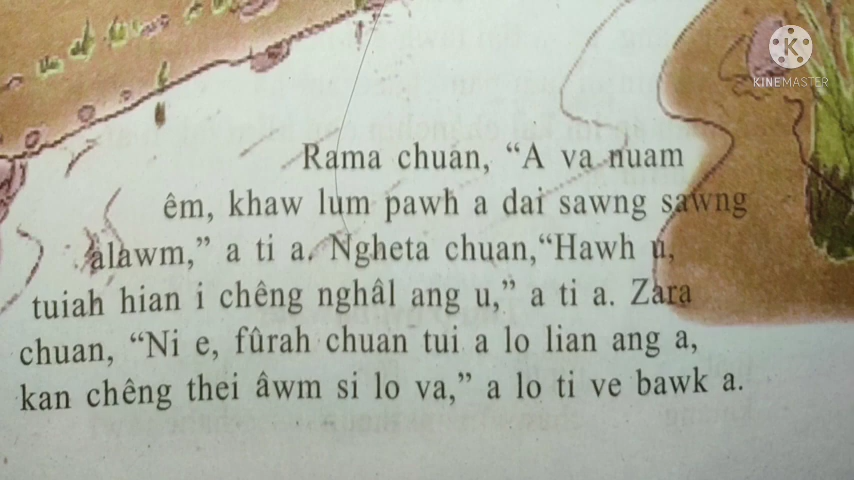 KINEMASTER
Rama chuan, “A va nuam
êm, khaw lum pawh a dai sawng sawng
alawm,” a ti a. Ngheta chuan,“Hawh u,
tuiah hian i chêng nghâl ang u,” a ti a. Zara
chuan, “Ni e, fûrah chuan tui a lo lian ang a,
kan chêng thei âwm si lo va,” a lo ti ve bawk a.